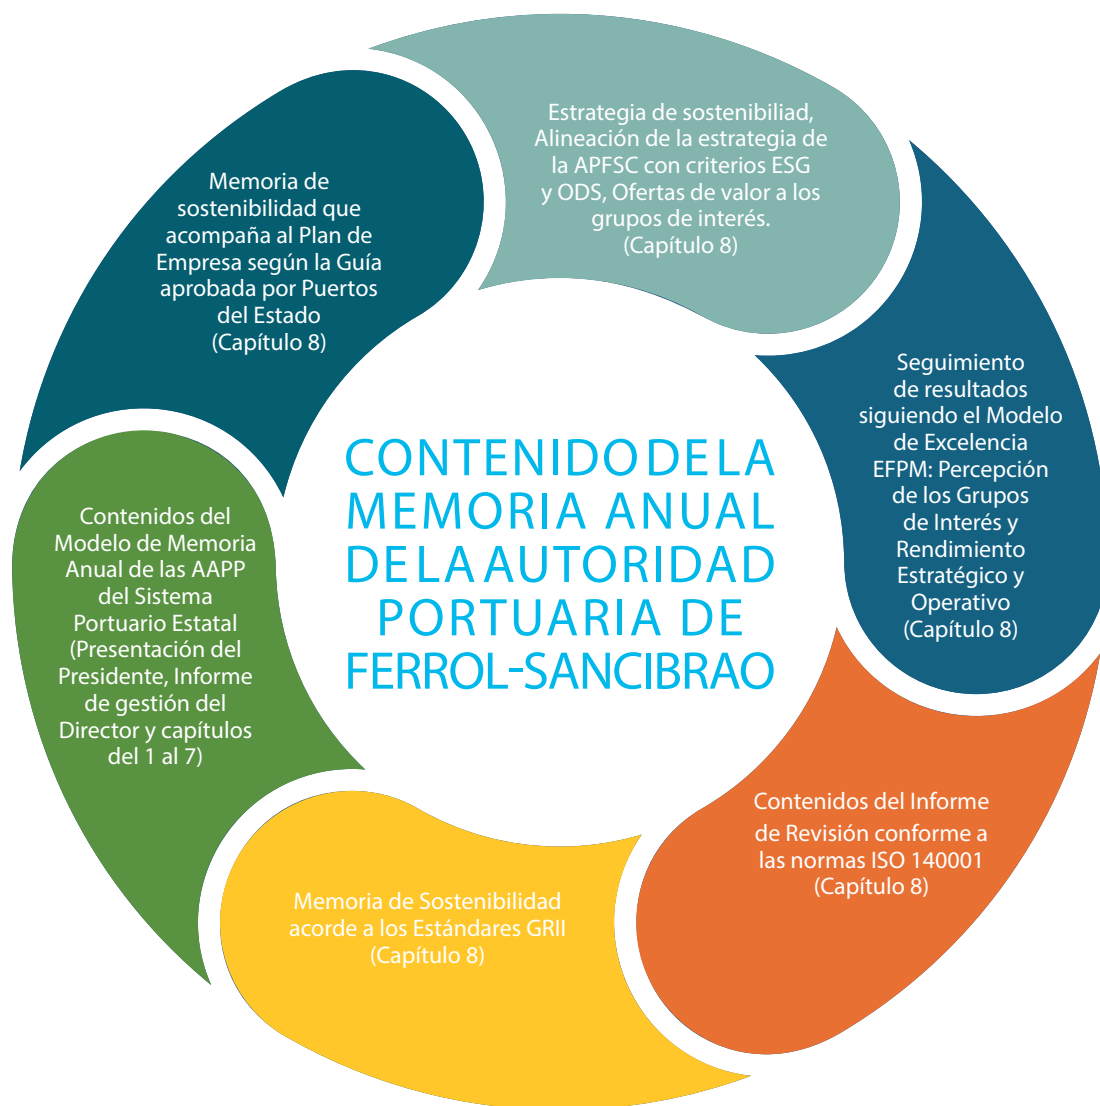 Estrategia de sostenibiliad,
Alineación de la estrategia de
la APFSC con criterios ESG
y ODS, Ofertas de valor a los
grupos de interés.
(Capítulo 8)
Seguimiento
de resultados
siguiendo el Modelo
de Excelencia
EFPM: Percepción
de los Grupos
de Interés y
Rendimiento
Estratégico y
Operativo
(Capítulo 8)
Contenidos del Informe
de Revisión conforme a
las normas ISO 140001
(Capítulo 8)
Memoria de Sostenibilidad
acorde a los Estándares GRII
(Capítulo 8)
Contenidos del
Modelo de Memoria
Anual de las AAPP
del Sistema
Portuario Estatal
(Presentación del
Presidente, Informe
de gestión del
Director y capítulos
del 1 al 7)
Memoria de
sostenibilidad que
acompaña al Plan de
Empresa según la Guía
aprobada por Puertos
del Estado
(Capítulo 8)
CONTENIDO DE LA
MEMORIA ANUAL
DE LA AUTORIDAD
PORTUARIA DE
FERROL-SANCIBRAO